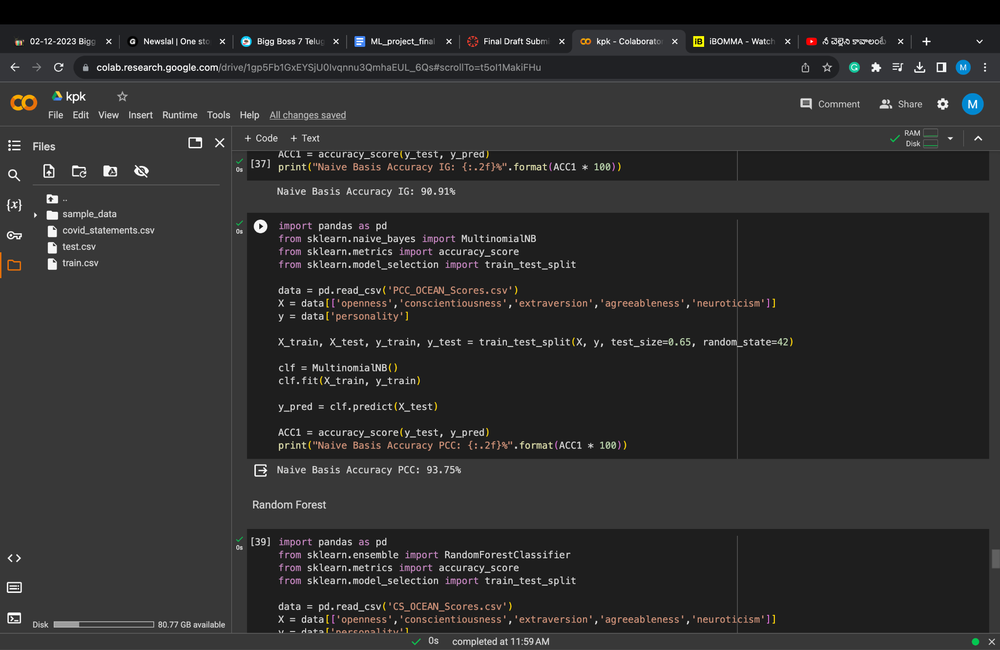 02-12-2023 Bigg
Newslal | One sto
Bigg Boss 7 Telug
ML_project_final
Final Draft Submi
kpk - Colaborator
iB iBOMMA - Watch
నీ చెల్లెని కావాలంటే
colab.research.google.com/drive/1gp5Fb1GxEYSjU0Ivqnnu3QmhaEUL_6Qs#scrollTo=t5oI1MakiFHu
M
kpk
File Edit View Insert Runtime Tools Help All changes saved
Comment
Share
M
Files
+ Code + Text
RAM
Disk
..
sample_data
covid_statements.csv
test.csv
train.csv
{x}
0s
[37]
ACC1 = accuracy_score(y_test, y_pred)
print("Naive Basis Accuracy IG: {:.2f}%".format(ACC1 * 100))
Naive Basis Accuracy IG: 90.91%
0s
import pandas as pd
from sklearn.naive_bayes import MultinomialNB
from sklearn.metrics import accuracy_score
from sklearn.model_selection import train_test_split
data = pd.read_csv('PCC_OCEAN_Scores.csv')
X = data[['openness','conscientiousness','extraversion','agreeableness','neuroticism']]
y = data['personality']
X_train, X_test, y_train, y_test = train_test_split(X, y, test_size=0.65, random_state=42)
clf = MultinomialNB()
clf.fit(X_train, y_train)
y_pred = clf.predict(X_test)
ACC1 = accuracy_score(y_test, y_pred)
print("Naive Basis Accuracy PCC: {:.2f}%".format(ACC1 * 100))
Naive Basis Accuracy PCC: 93.75%
Random Forest
0s
[39]
import pandas as pd
from sklearn.ensemble import RandomForestClassifier
from sklearn.metrics import accuracy_score
from sklearn.model_selection import train_test_split
data = pd.read_csv('CS_OCEAN_Scores.csv')
X = data[['openness','conscientiousness','extraversion','agreeableness','neuroticism']]
y = data['personality']
Disk 80.77 GB available
0s completed at 11:59 AM